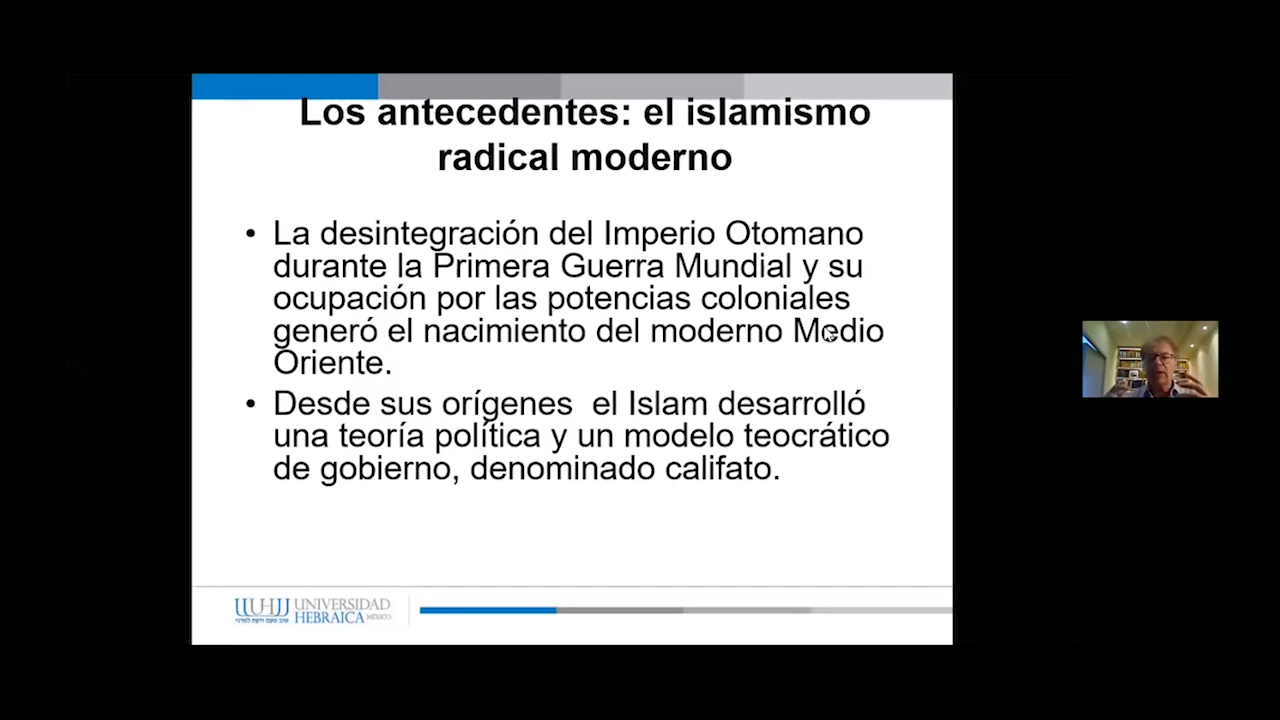 Los antecedentes: el islamismo
radical moderno
• La desintegración del Imperio Otomano
durante la Primera Guerra Mundial y su
ocupación por las potencias coloniales
generó el nacimiento del moderno Medio
Oriente.
• Desde sus orígenes el Islam desarrolló
una teoría política y un modelo teocrático
de gobierno, denominado califato.
UHJJ UNIVERSIDAD
HEBRAICA MÉXICO